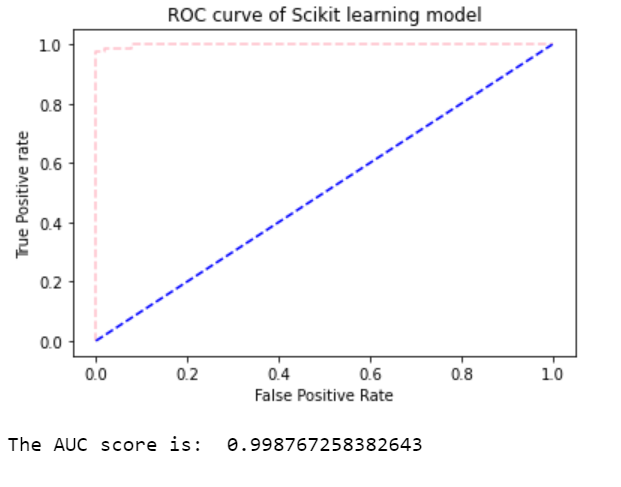 ROC curve of Scikit learning model
1.0
0.8
0.6
0.4
0.2
0.0
True Positive rate
0.0 0.2 0.4 0.6 0.8 1.0
False Positive Rate
The AUC score is: 0.998767258382643